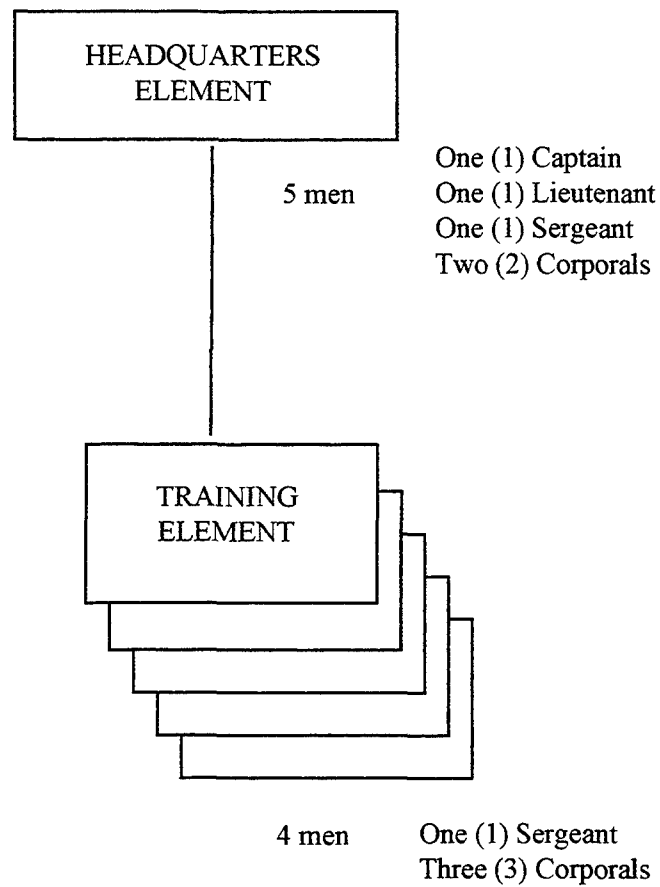 HEADQUARTERS
ELEMENT
5 men
One (1) Captain
One (1) Lieutenant
One (1) Sergeant
Two (2) Corporals
TRAINING
ELEMENT
4 men
One (1) Sergeant
Three (3) Corporals